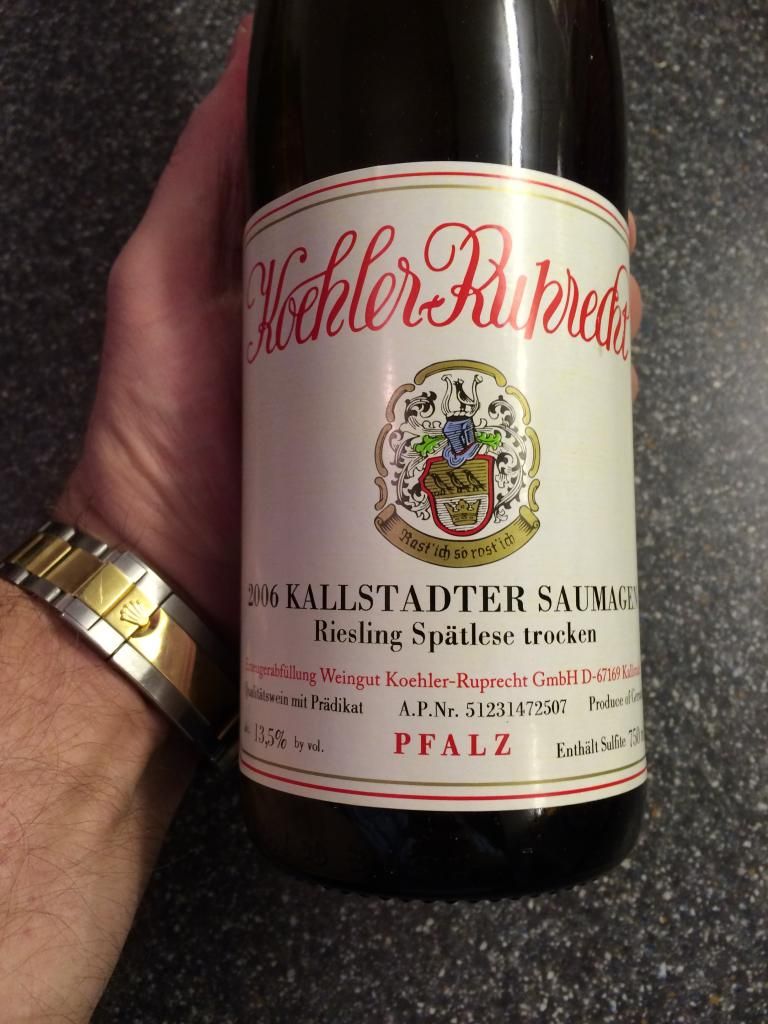 Koehler-Ruprecht
Rast' ich so rost' ich
2006 KALLSTADTER SAUMAGEN
Riesling Spätlese trocken
Weingut Koehler-Ruprecht GmbH D-67169
Qualitätswein mit Prädikat A.P.Nr. 51231472507 Produce of
13,5% by vol. PFALZ Enthält Sulfite 750